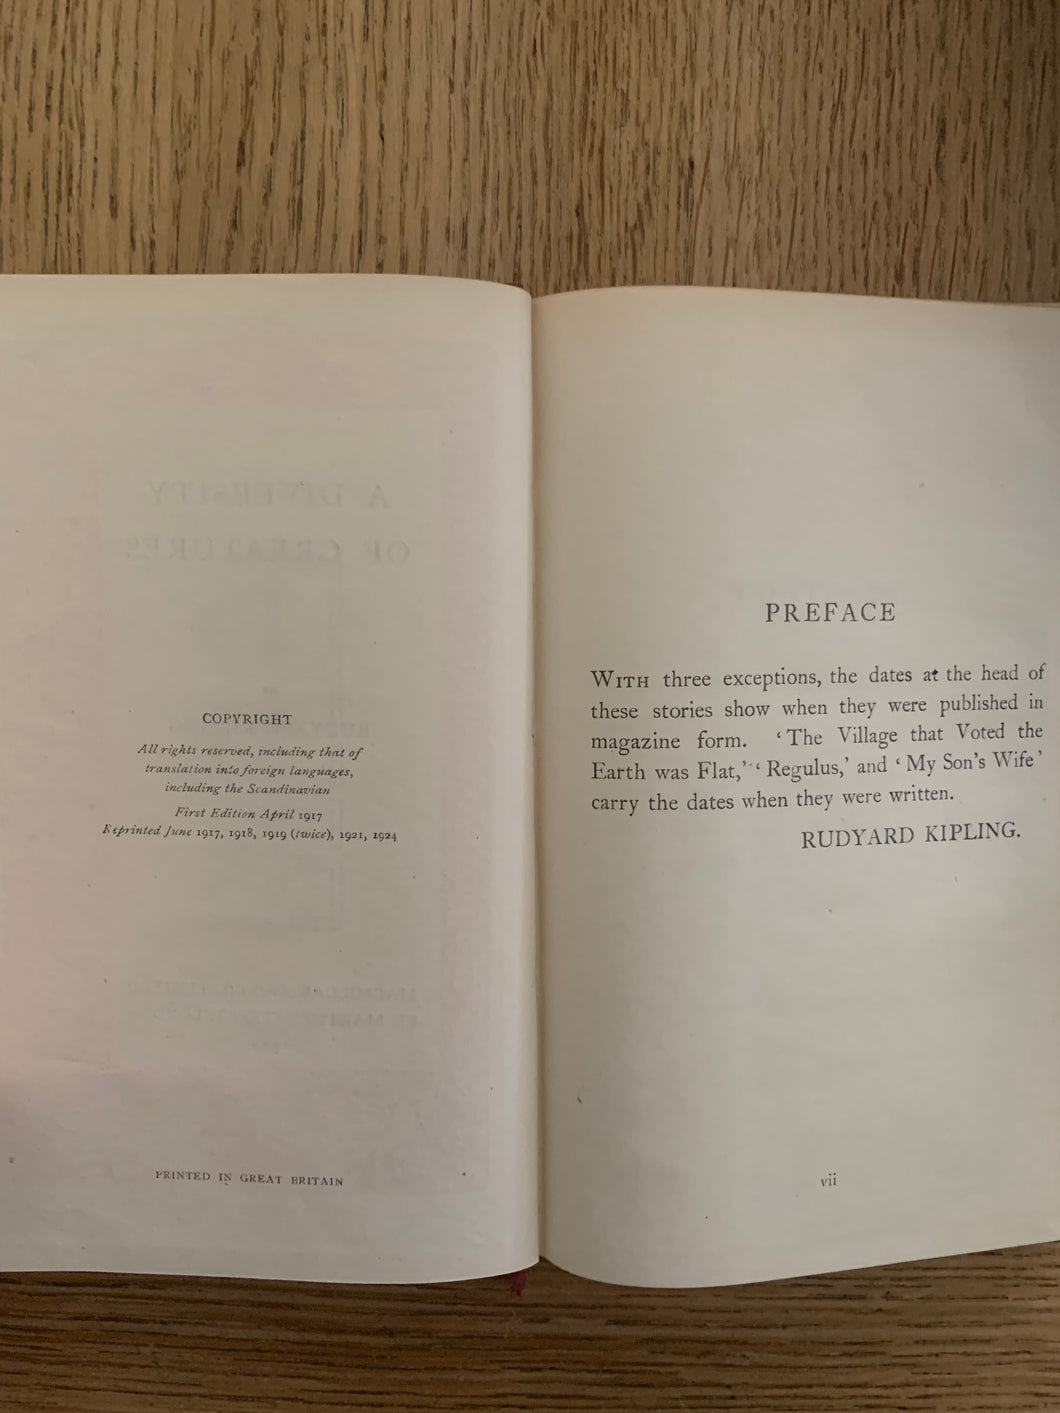 COPYRIGHT
All rights reserved, including that of
translation into foreign languages,
including the Scandinavian
First Edition April 1917
Reprinted June 1917, 1918, 1919 (twice), 1921, 1924
PRINTED IN GREAT BRITAIN
A DIVERSITY
OF CREATURES
PREFACE
WITH three exceptions, the dates at the head of
these stories show when they were published in
magazine form. ‘The Village that Voted the
Earth was Flat,’ ‘Regulus,’ and ‘My Son’s Wife’
carry the dates when they were written.
RUDYARD KIPLING.
vii